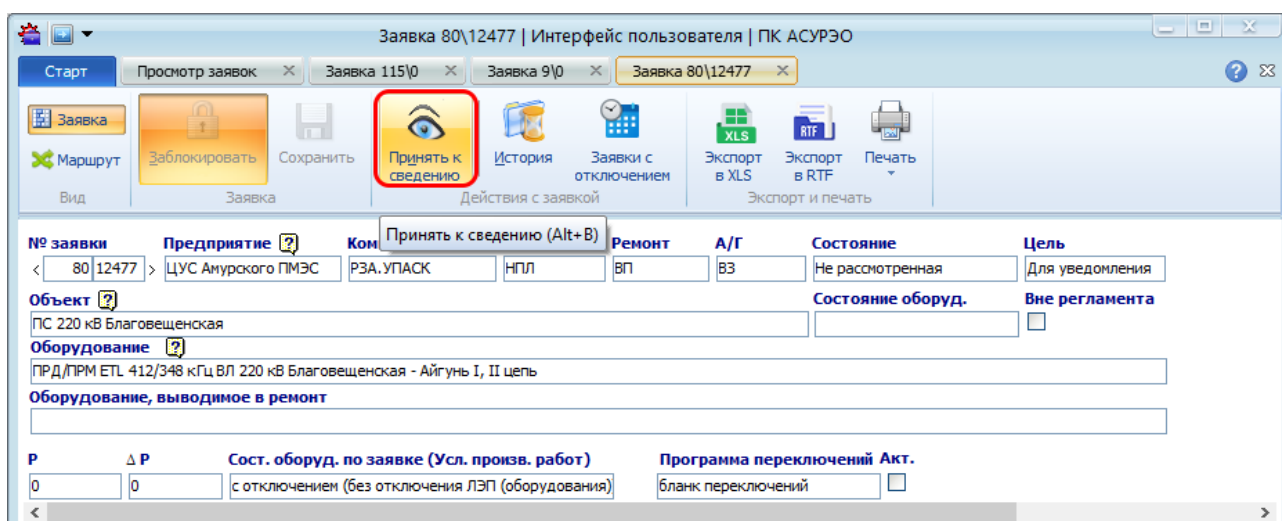 Заявка 80\12477 | Интерфейс пользователя | ПК АСУРЭО
Старт Просмотр заявок Заявка 115\0 Заявка 9\0 Заявка 80\12477
Заявка
Маршрут
Вид
Заблокировать Сохранить
Заявка
Принять к сведению История Заявки с отключением
Действия с заявкой
XLS RTF
Экспорт в XLS Экспорт в RTF Печать
Экспорт и печать
Принять к сведению (Alt+В)
№ заявки Предприятие ? Ремонт А/Г Состояние Цель
< 80 12477 > ЦУС Амурского ПМЭС РЗА.УПАСК НПЛ ВП ВЗ Не рассмотренная Для уведомления
Объект ? Состояние оборуд. Вне регламента
ПС 220 кВ Благовещенская
Оборудование ?
ПРД/ПРМ ETL 412/348 кГц ВЛ 220 кВ Благовещенская - Айгунь I, II цепь
Оборудование, выводимое в ремонт
Р Δ Р Сост. оборуд. по заявке (Усл. произв. работ) Программа переключений Акт.
0 0 с отключением (без отключения ЛЭП (оборудования) бланк переключений